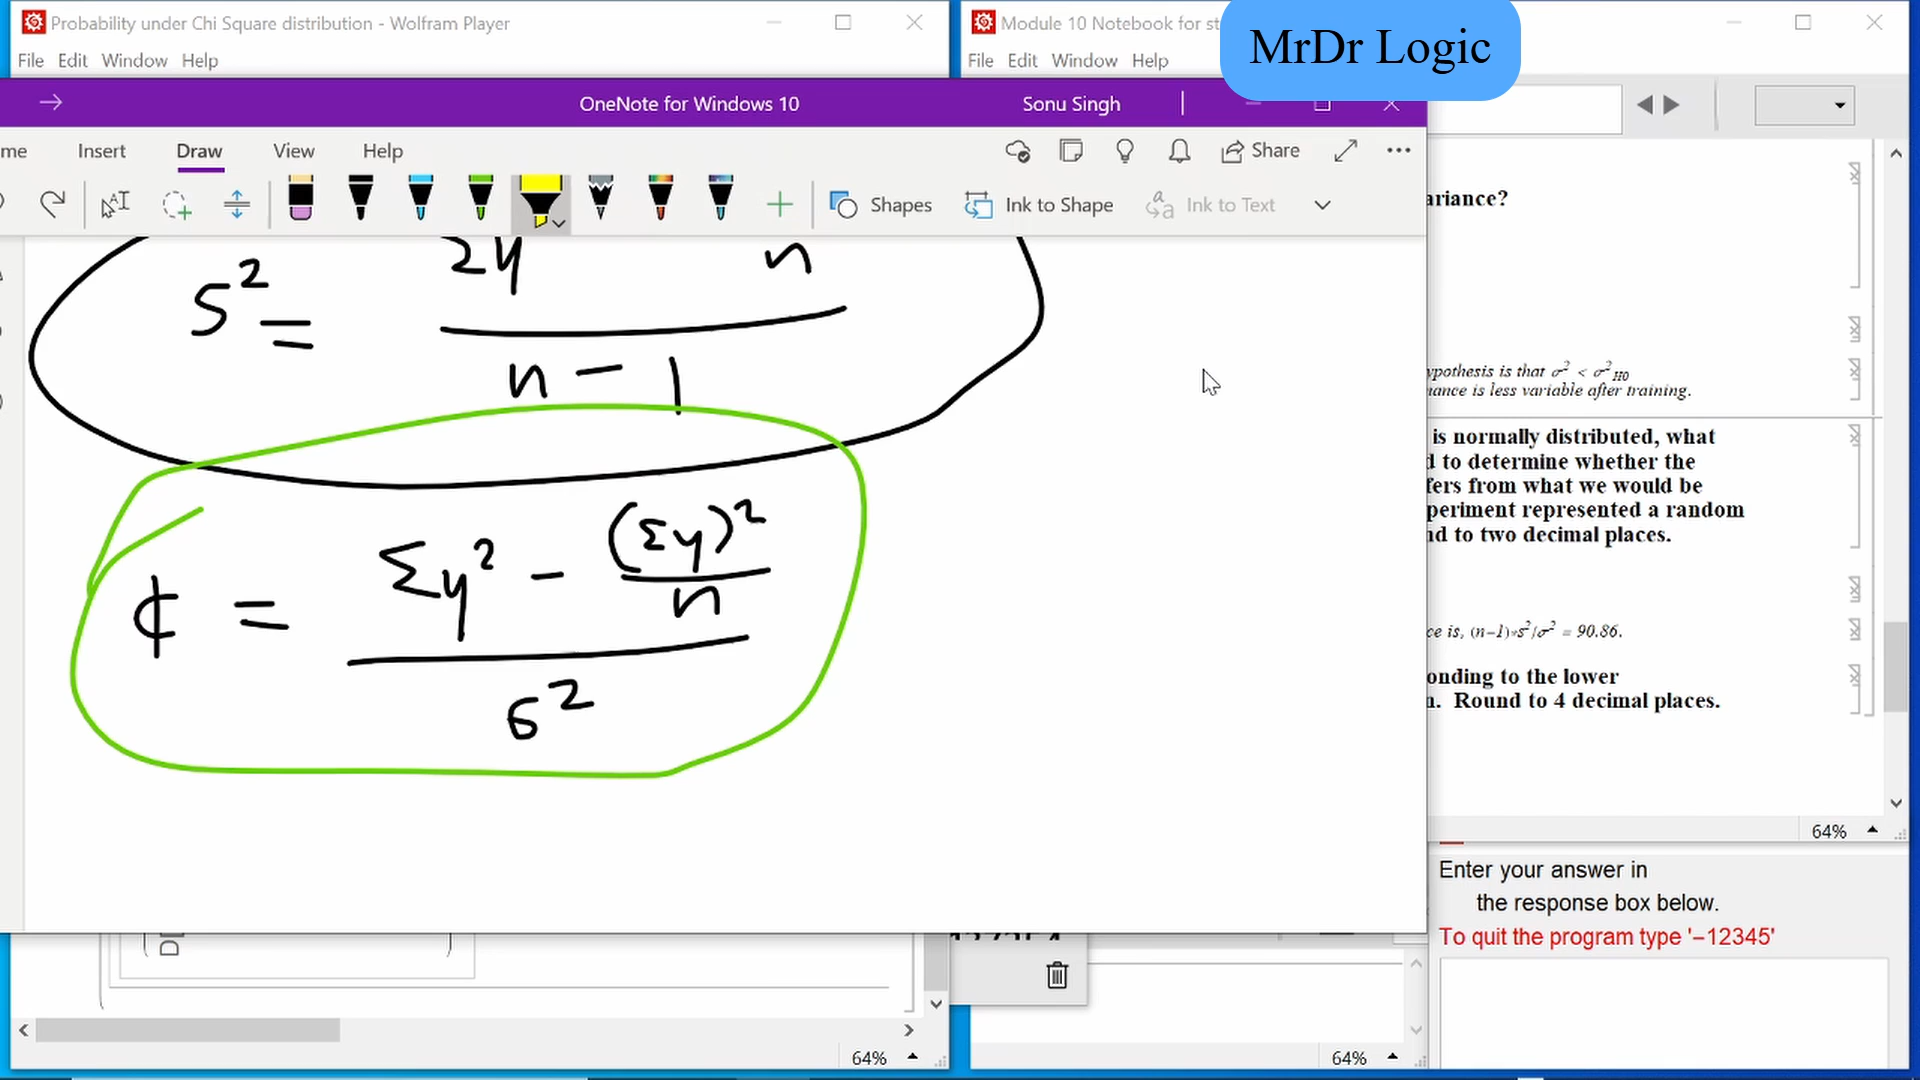 Probability under Chi Square distribution - Wolfram Player
Module 10 Notebook for st
MrDr Logic
File Edit Window Help
File Edit Window Help
OneNote for Windows 10
Sonu Singh
me Insert Draw View Help
Share
Shapes Ink to Shape Ink to Text
ariance?
Σy n
S² =
n - 1
ypothesis is that σ² < σ²H0
nance is less variable after training.
is normally distributed, what
d to determine whether the
fers from what we would be
periment represented a random
nd to two decimal places.
(Σy)²
Σy² -
n
¢ =
σ²
ce is, (n−1)*s²/σ² = 90.86.
onding to the lower
n. Round to 4 decimal places.
64%
Enter your answer in
the response box below.
To quit the program type '−12345'
64%
64%